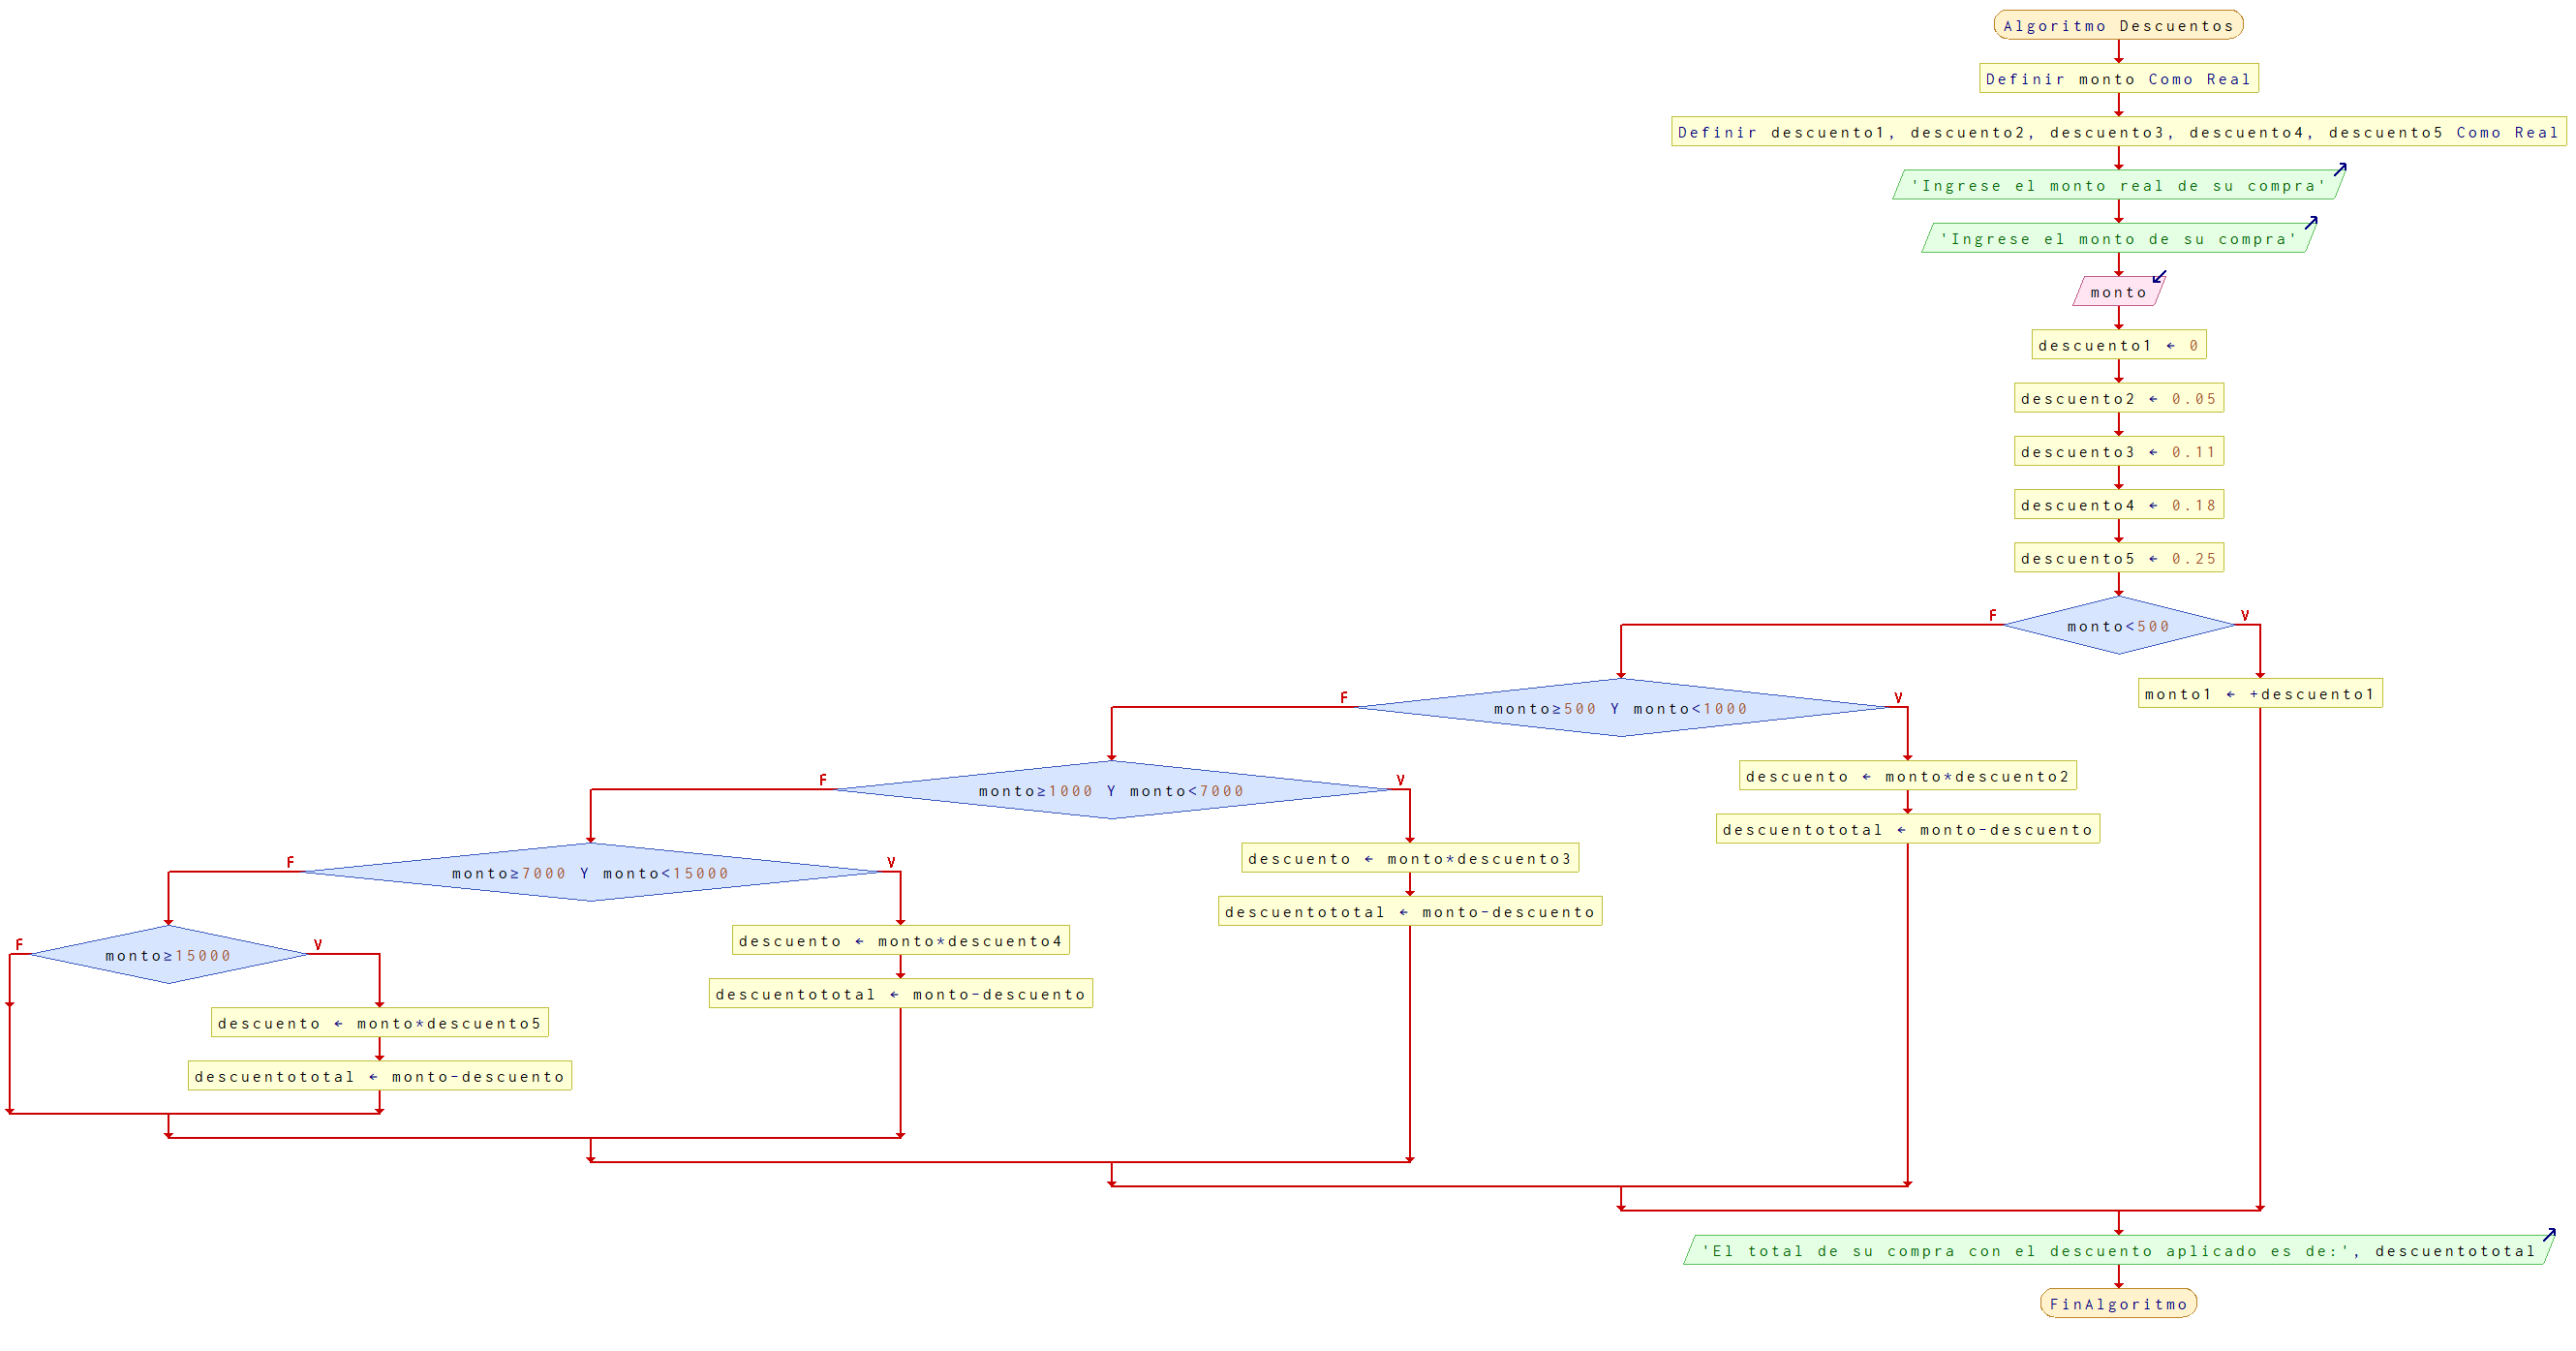 Algoritmo Descuentos
Definir monto Como Real
Definir descuento1, descuento2, descuento3, descuento4, descuento5 Como Real
'Ingrese el monto real de su compra'
'Ingrese el monto de su compra'
monto
descuento1 ← 0
descuento2 ← 0.05
descuento3 ← 0.11
descuento4 ← 0.18
descuento5 ← 0.25
F
monto<500
V
monto1 ← +descuento1
F
monto≥500 Y monto<1000
V
descuento ← monto*descuento2
descuentototal ← monto-descuento
F
monto≥1000 Y monto<7000
V
descuento ← monto*descuento3
descuentototal ← monto-descuento
F
monto≥7000 Y monto<15000
V
descuento ← monto*descuento4
descuentototal ← monto-descuento
F
monto≥15000
V
descuento ← monto*descuento5
descuentototal ← monto-descuento
'El total de su compra con el descuento aplicado es de:', descuentototal
FinAlgoritmo